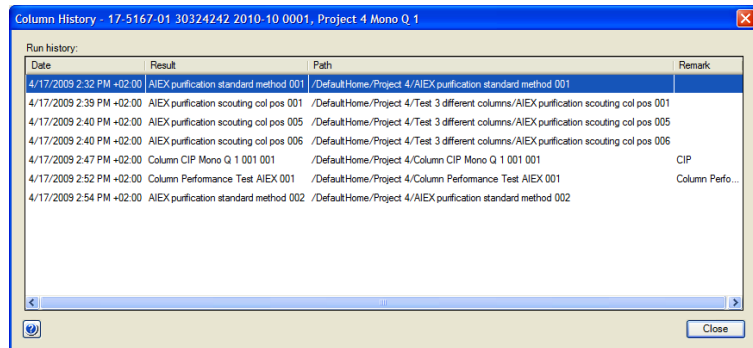 Column History - 17-5167-01 30324242 2010-10 0001, Project 4 Mono Q 1
Run history:
Date Result Path Remark
4/17/2009 2:32 PM +02:00 AIEX purification standard method 001 /DefaultHome/Project 4/AIEX purification standard method 001
4/17/2009 2:39 PM +02:00 AIEX purification scouting col pos 001 /DefaultHome/Project 4/Test 3 different columns/AIEX purification scouting col pos 001
4/17/2009 2:40 PM +02:00 AIEX purification scouting col pos 005 /DefaultHome/Project 4/Test 3 different columns/AIEX purification scouting col pos 005
4/17/2009 2:40 PM +02:00 AIEX purification scouting col pos 006 /DefaultHome/Project 4/Test 3 different columns/AIEX purification scouting col pos 006
4/17/2009 2:47 PM +02:00 Column CIP Mono Q 1 001 001 /DefaultHome/Project 4/Column CIP Mono Q 1 001 001 CIP
4/17/2009 2:52 PM +02:00 Column Performance Test AIEX 001 /DefaultHome/Project 4/Column Performance Test AIEX 001 Column Perfo...
4/17/2009 2:54 PM +02:00 AIEX purification standard method 002 /DefaultHome/Project 4/AIEX purification standard method 002
Close